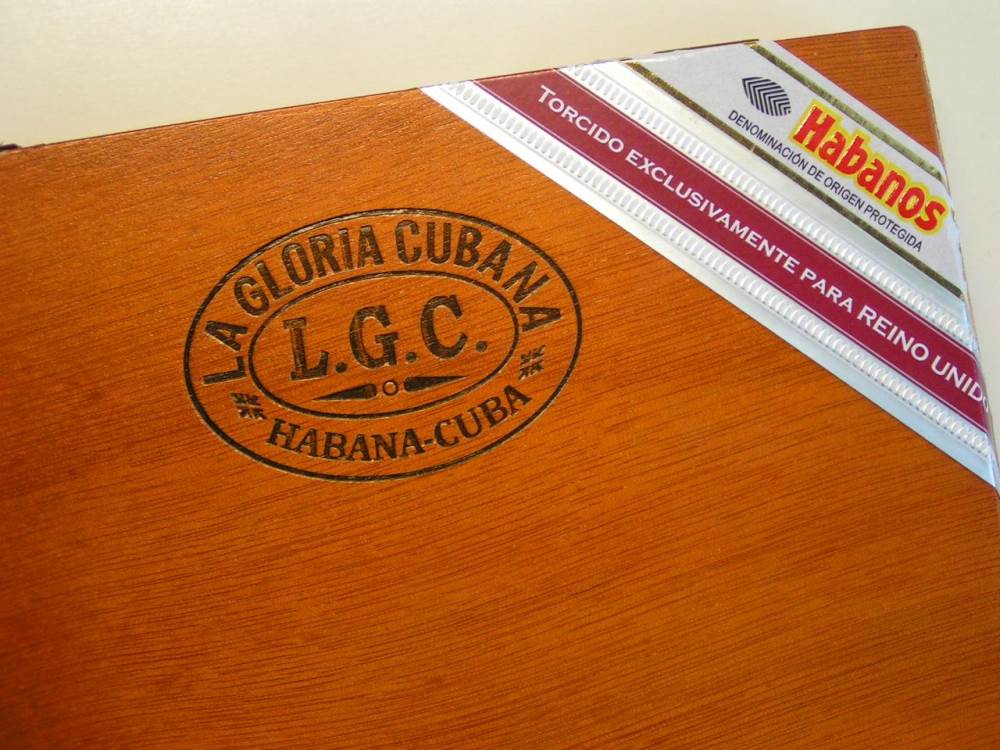 LA GLORIA CUBANA
L.G.C.
HABANA-CUBA
TORCIDO EXCLUSIVAMENTE PARA REINO UNIDO
Habanos
DENOMINACIÓN DE ORIGEN PROTEGIDA